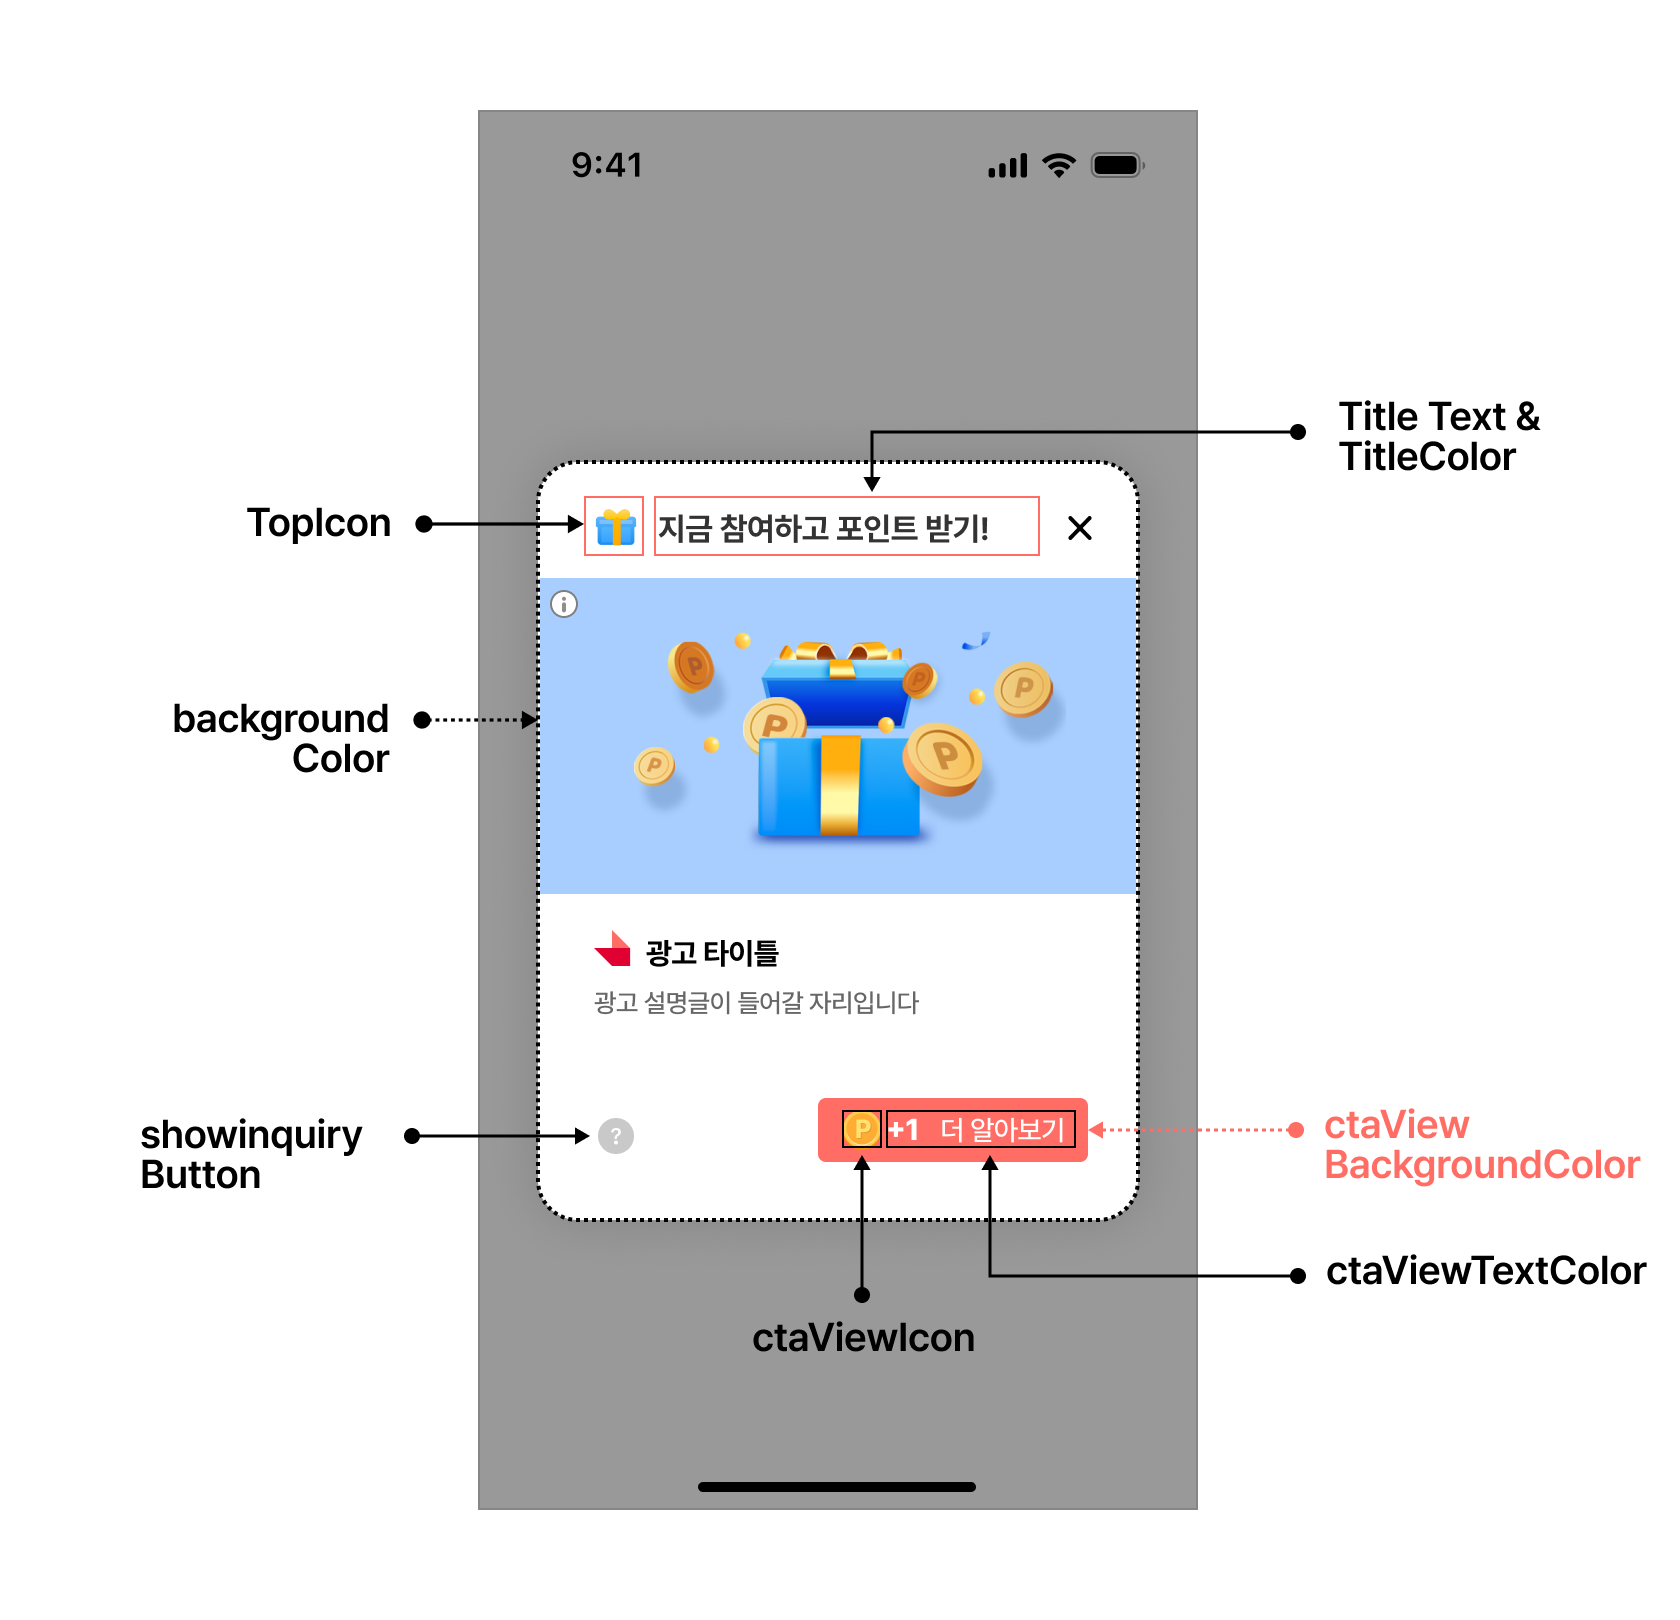 9:41
Title Text &
TitleColor
TopIcon
지금 참여하고 포인트 받기!
background
Color
P
P
P
P
P
P
광고 타이틀
광고 설명글이 들어갈 자리입니다
showinquiry
Button
?
P
+1 더 알아보기
ctaView
BackgroundColor
ctaViewTextColor
ctaViewIcon